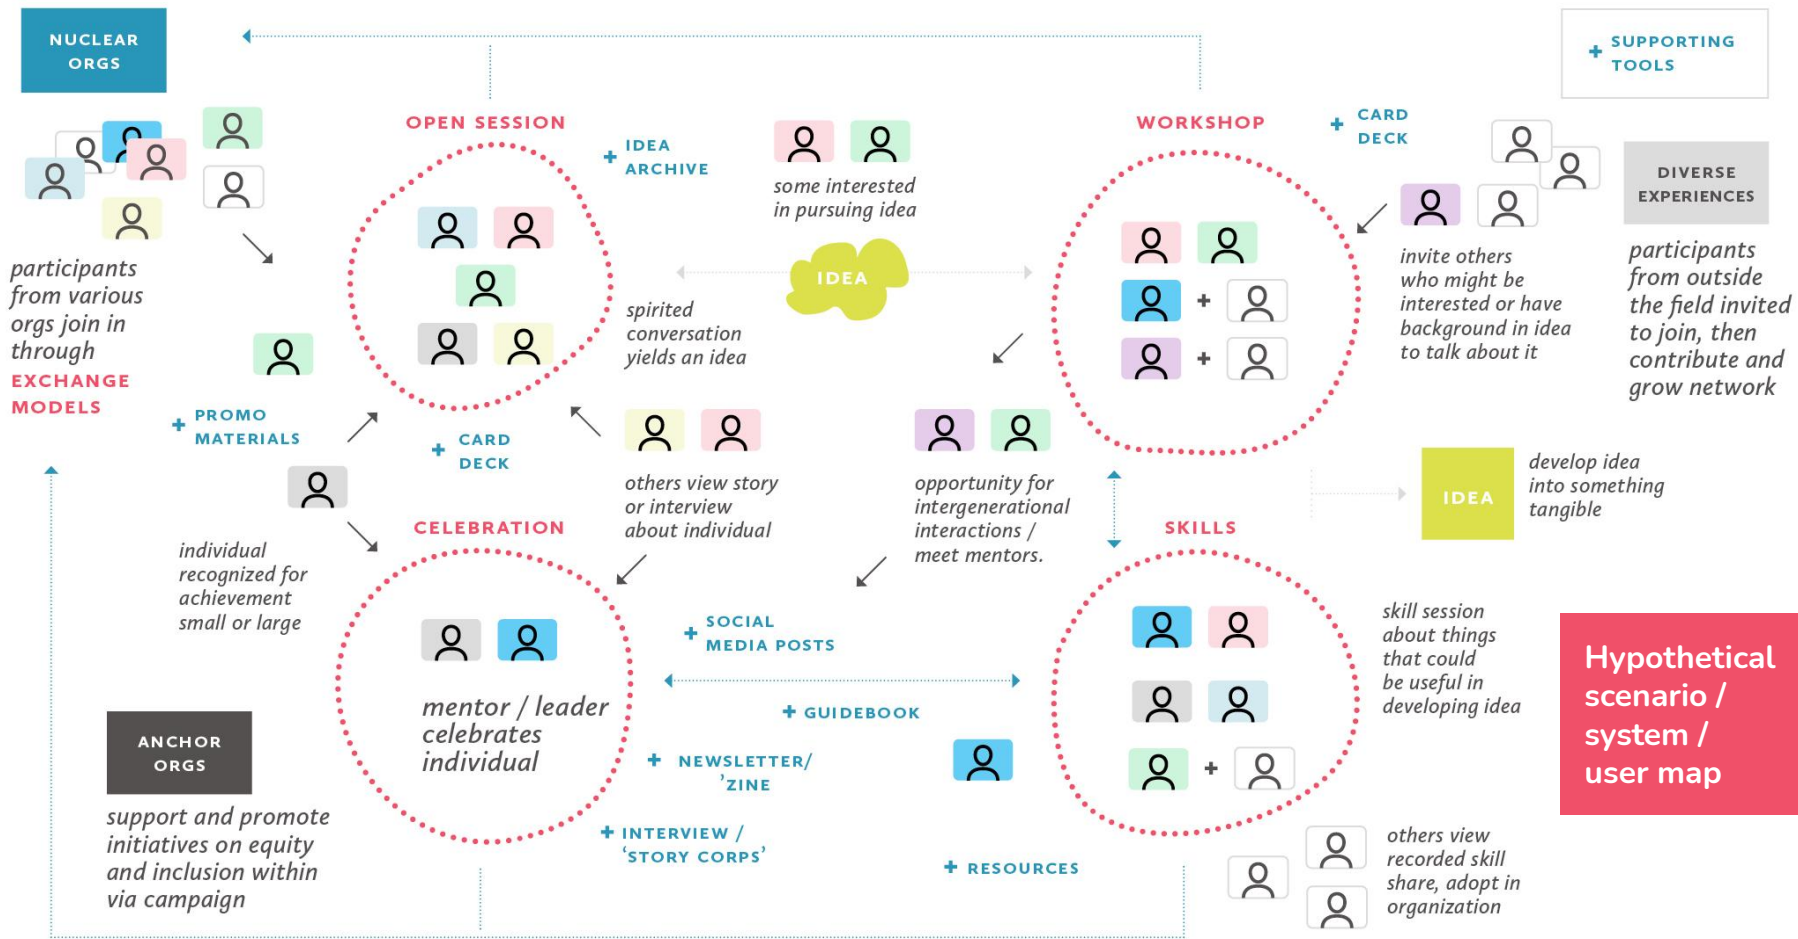 NUCLEAR
ORGS
+ SUPPORTING
TOOLS
OPEN SESSION
+ IDEA
ARCHIVE
some interested
in pursuing idea
WORKSHOP
+ CARD
DECK
DIVERSE
EXPERIENCES
participants
from various
orgs join in
through
EXCHANGE
MODELS
IDEA
spirited
conversation
yields an idea
invite others
who might be
interested or have
background in idea
to talk about it
participants
from outside
the field invited
to join, then
contribute and
grow network
+
+
+ PROMO
MATERIALS
+ CARD
DECK
others view story
or interview
about individual
opportunity for
intergenerational
interactions /
meet mentors.
IDEA
develop idea
into something
tangible
individual
recognized for
achievement
small or large
CELEBRATION
SKILLS
mentor / leader
celebrates
individual
+ SOCIAL
MEDIA POSTS
+ GUIDEBOOK
+ NEWSLETTER/
'ZINE
+ INTERVIEW /
‘STORY CORPS’
+ RESOURCES
+
skill session
about things
that could
be useful in
developing idea
Hypothetical
scenario /
system /
user map
ANCHOR
ORGS
support and promote
initiatives on equity
and inclusion within
via campaign
others view
recorded skill
share, adopt in
organization